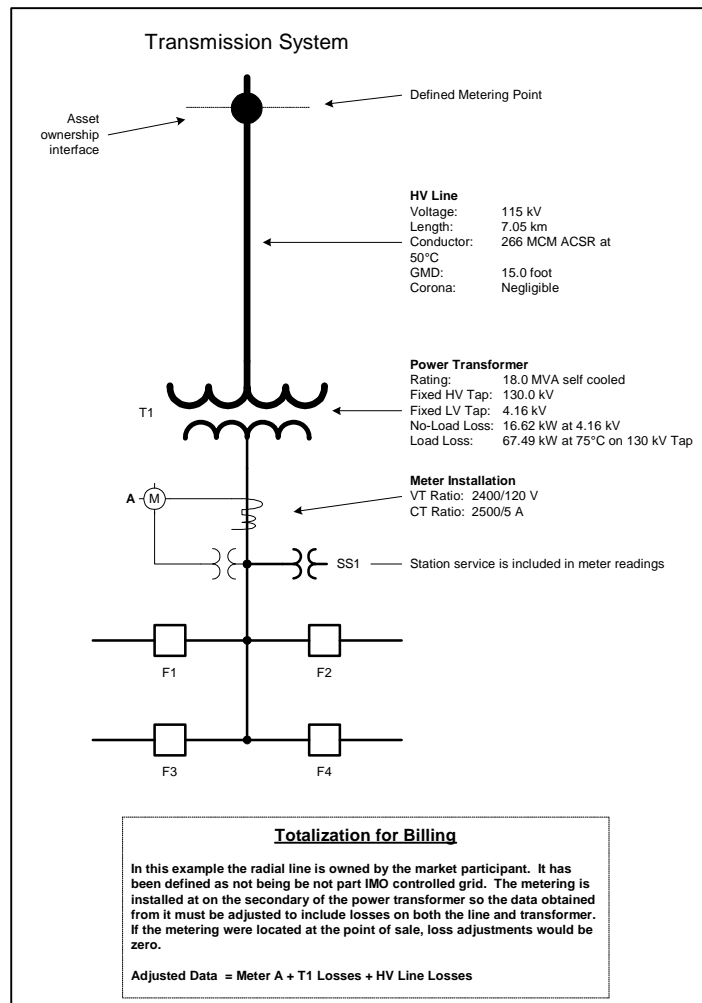 Transmission System
Defined Metering Point
Asset
ownership
interface
HV Line
Voltage: 115 kV
Length: 7.05 km
Conductor: 266 MCM ACSR at
50°C
GMD: 15.0 foot
Corona: Negligible
Power Transformer
Rating: 18.0 MVA self cooled
Fixed HV Tap: 130.0 kV
Fixed LV Tap: 4.16 kV
No-Load Loss: 16.62 kW at 4.16 kV
Load Loss: 67.49 kW at 75°C on 130 kV Tap
T1
Meter Installation
VT Ratio: 2400/120 V
CT Ratio: 2500/5 A
A
M
SS1
Station service is included in meter readings
F1
F2
F3
F4
Totalization for Billing
In this example the radial line is owned by the market participant. It has
been defined as not being be not part IMO controlled grid. The metering is
installed at on the secondary of the power transformer so the data obtained
from it must be adjusted to include losses on both the line and transformer.
If the metering were located at the point of sale, loss adjustments would be
zero.
Adjusted Data = Meter A + T1 Losses + HV Line Losses